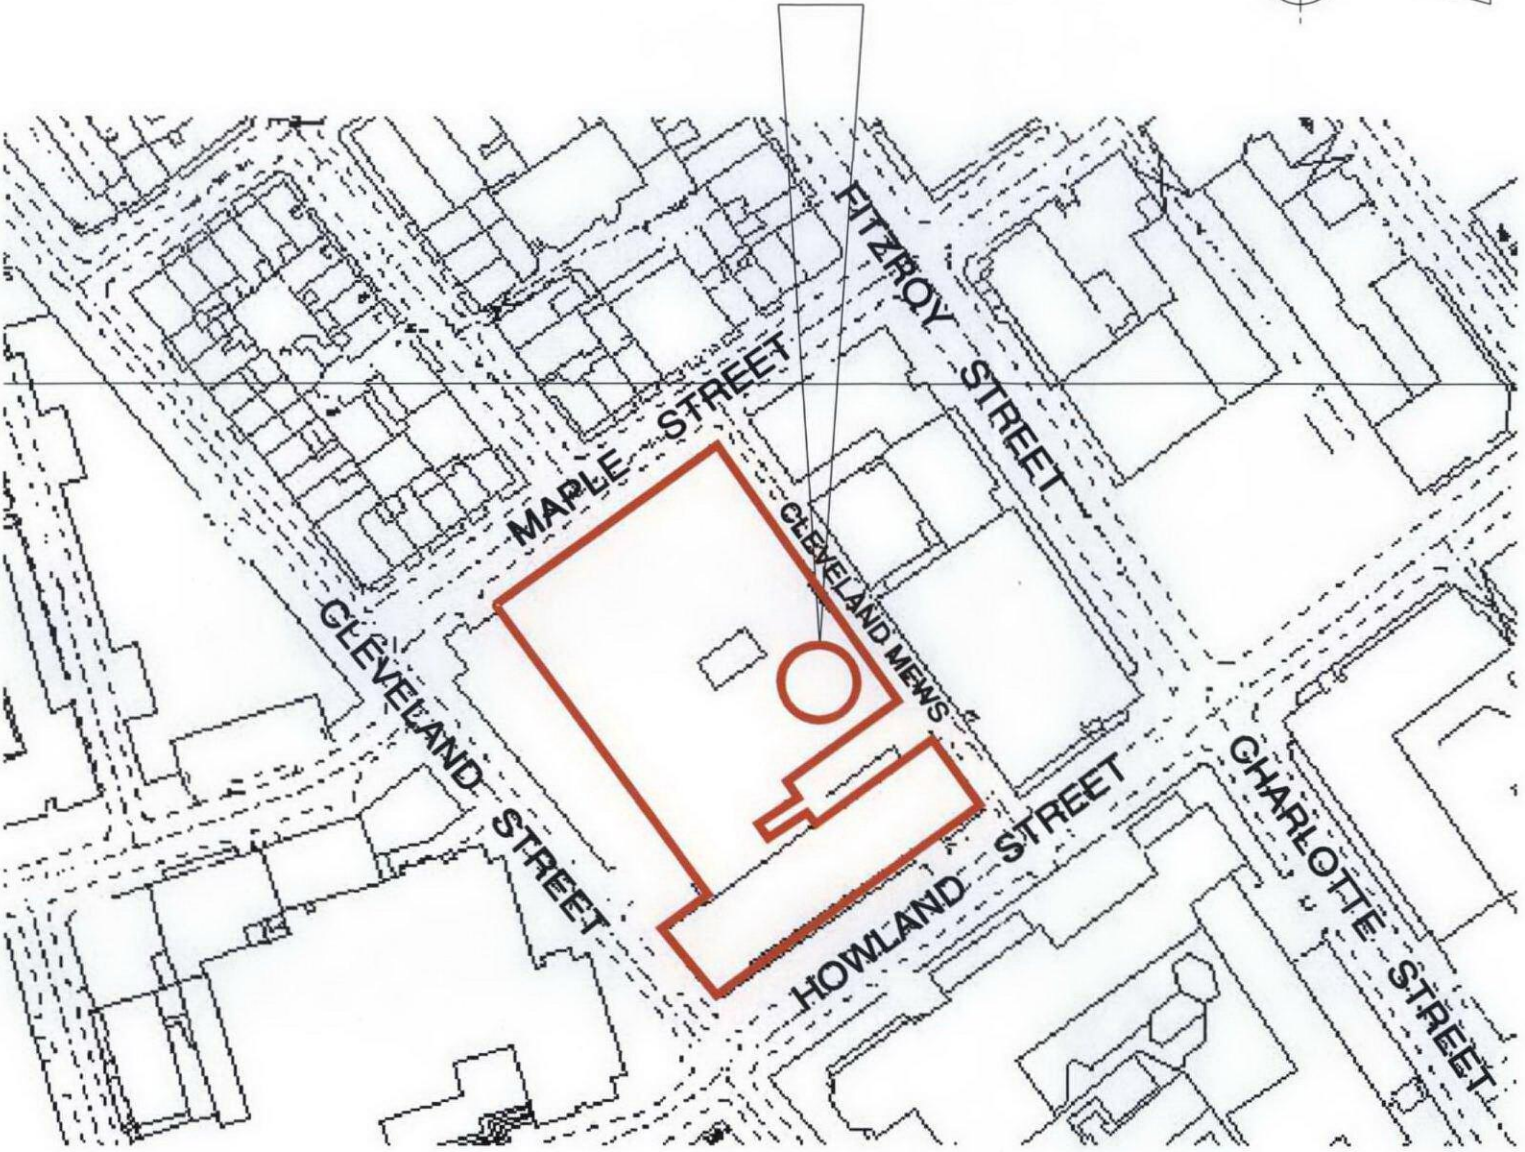 FITZROY STREET
MAPLE STREET
CLEVELAND MEWS
CLEVELAND STREET
HOWLAND STREET
CHARLOTTE STREET